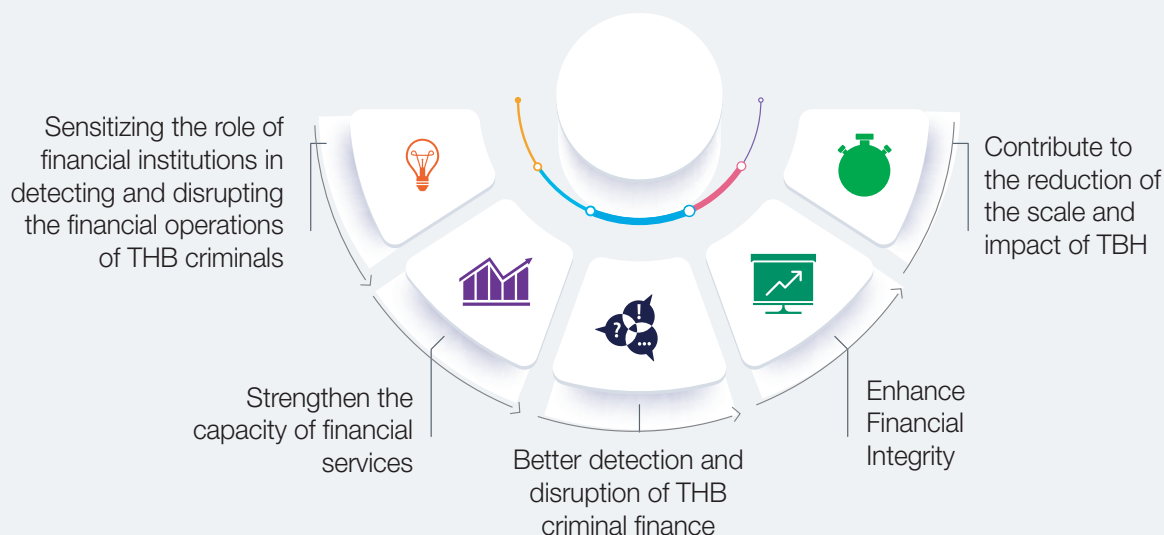 Sensitizing the role of
financial institutions in
detecting and disrupting
the financial operations
of THB criminals
Strengthen the
capacity of financial
services
Better detection and
disruption of THB
criminal finance
Enhance
Financial
Integrity
Contribute to
the reduction of
the scale and
impact of TBH
?
!
...